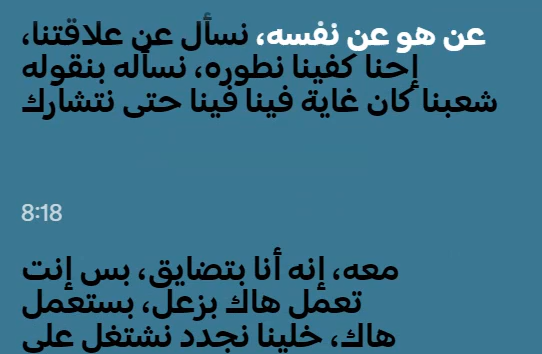 عن هو عن نفسه، نسأل عن علاقتنا،
إحنا كفينا نطوره، نسأله بنقوله
شعبنا كان غاية فينا فينا حتى نتشارك
8:18
معه، إنه أنا بتضايق، بس إنت
تعمل هاك بزعل، بستعمل
هاك، خلينا نجدد نشتغل على